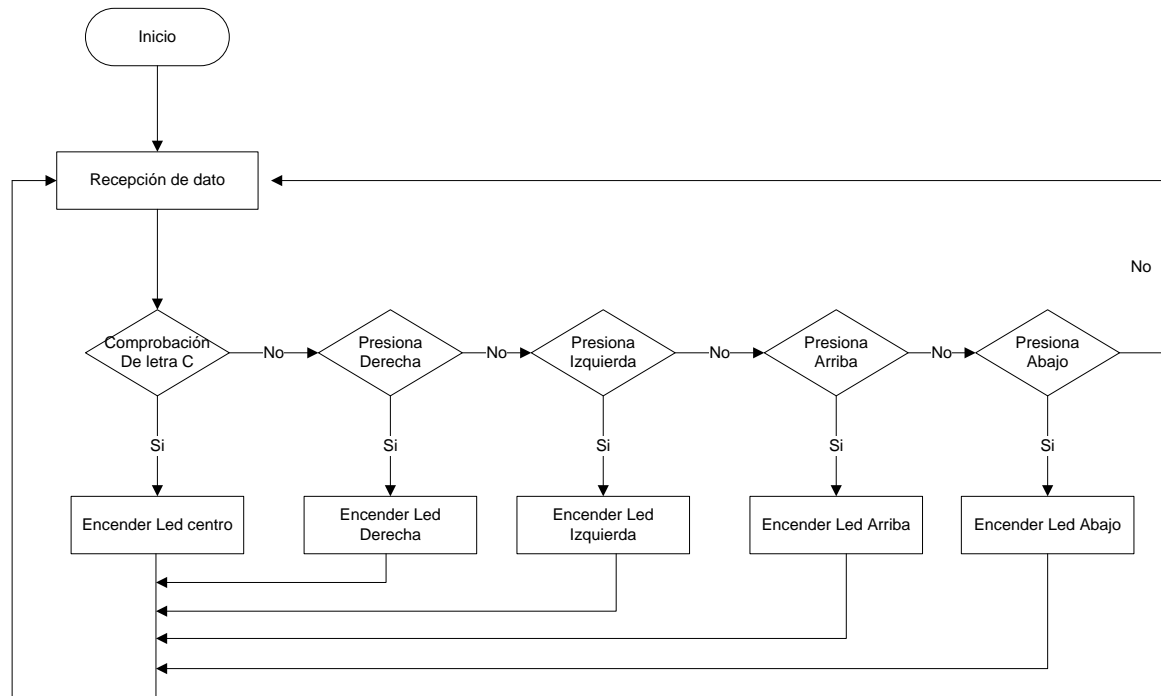 Inicio
Recepción de dato
No
Comprobación
De letra C
No
Presiona
Derecha
No
Presiona
Izquierda
No
Presiona
Arriba
No
Presiona
Abajo
Si
Si
Si
Si
Si
Encender Led centro
Encender Led
Derecha
Encender Led
Izquierda
Encender Led Arriba
Encender Led Abajo